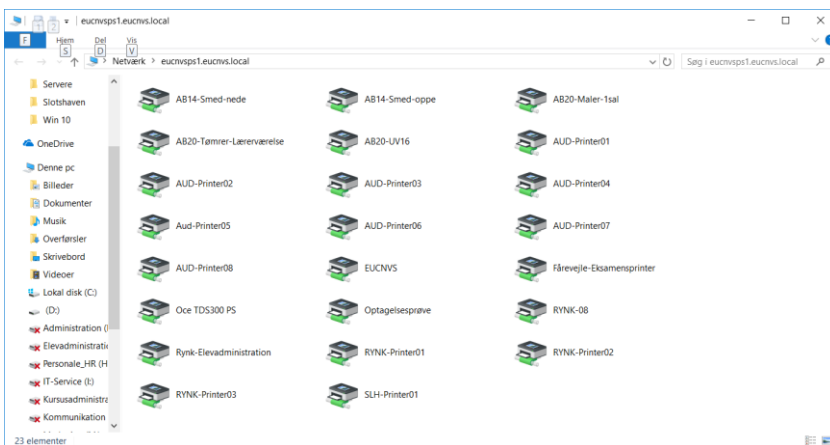 eucnvsps1.eucnvs.local
1 2
F Hjem Del Vis
S D V
Netværk > eucnvsps1.eucnvs.local
Søg i eucnvsps1.eucnvs.local
Servere
Slotshaven
Win 10
OneDrive
Denne pc
Billeder
Dokumenter
Musik
Overførsler
Skrivebord
Videoer
Lokal disk (C:)
(D:)
Administration (
Elevadministratio
Personale_HR (H
IT-Service (I:)
Kursusadministra
Kommunikation
AB14-Smed-nede AB14-Smed-oppe AB20-Maler-1sal
AB20-Tømrer-Lærerværelse AB20-UV16 AUD-Printer01
AUD-Printer02 AUD-Printer03 AUD-Printer04
Aud-Printer05 AUD-Printer06 AUD-Printer07
AUD-Printer08 EUCNVS Fårevejle-Eksamensprinter
Oce TDS300 PS Optagelsesprøve RYNK-08
Rynk-Elevadministration RYNK-Printer01 RYNK-Printer02
RYNK-Printer03 SLH-Printer01
23 elementer